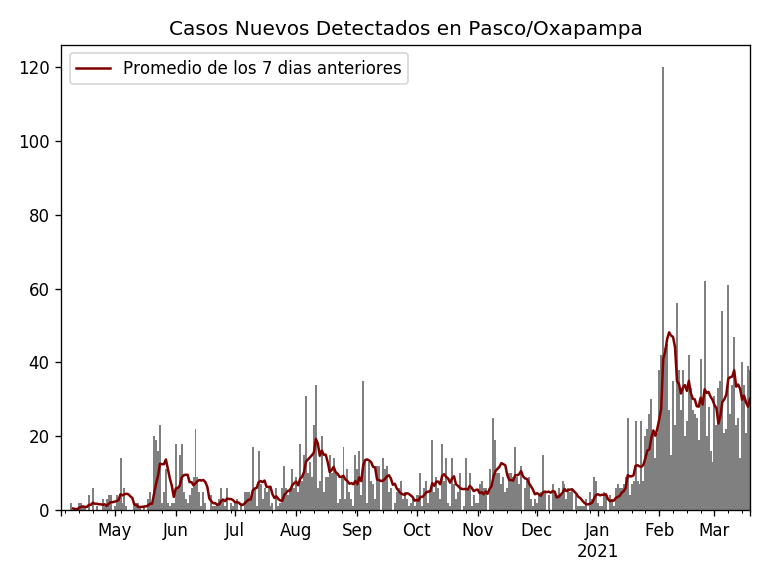 Casos Nuevos Detectados en Pasco/Oxapampa
Promedio de los 7 dias anteriores
120
100
80
60
40
20
0
May Jun Jul Aug Sep Oct Nov Dec Jan Feb Mar
2021